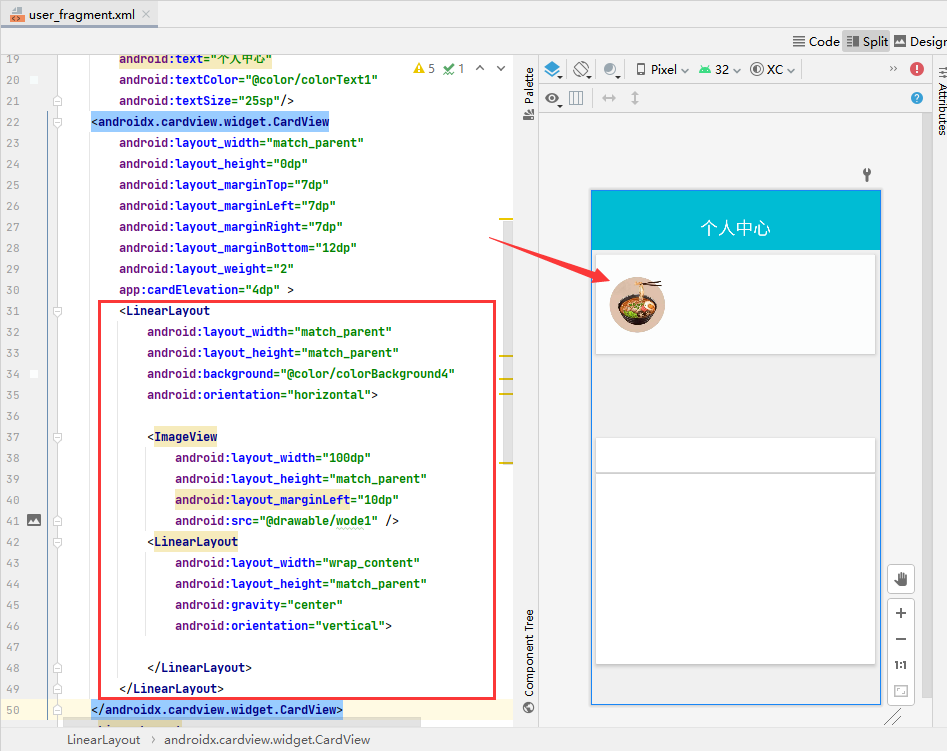 user_fragment.xml
Code Split Design
19 android:text="个人中心"
5 1
20 android:textColor="@color/colorText1"
21 android:textSize="25sp"/>
22 <androidx.cardview.widget.CardView
23 android:layout_width="match_parent"
24 android:layout_height="0dp"
25 android:layout_marginTop="7dp"
26 android:layout_marginLeft="7dp"
27 android:layout_marginRight="7dp"
28 android:layout_marginBottom="12dp"
29 android:layout_weight="2"
30 app:cardElevation="4dp" >
31 <LinearLayout
32 android:layout_width="match_parent"
33 android:layout_height="match_parent"
34 android:background="@color/colorBackground4"
35 android:orientation="horizontal">
36
37 <ImageView
38 android:layout_width="100dp"
39 android:layout_height="match_parent"
40 android:layout_marginLeft="10dp"
41 android:src="@drawable/wode1" />
42 <LinearLayout
43 android:layout_width="wrap_content"
44 android:layout_height="match_parent"
45 android:gravity="center"
46 android:orientation="vertical">
47
48 </LinearLayout>
49 </LinearLayout>
50 </androidx.cardview.widget.CardView>
LinearLayout > androidx.cardview.widget.CardView
Palette
Component Tree
Pixel 32 XC
Attributes
个人中心
1:1